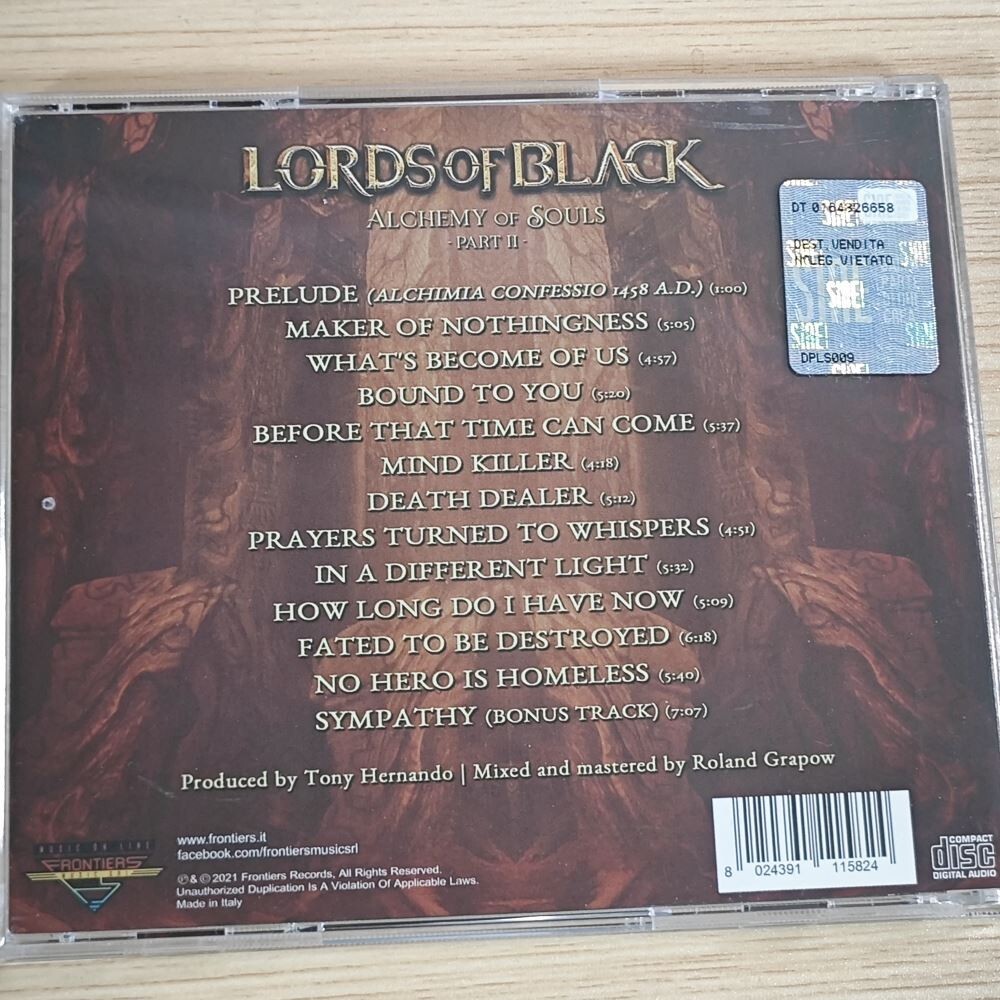 LORDS OF BLACK
ALCHEMY OF SOULS
- PART II -
DT 0164326658
DEST.VENDITA
NOLEG.VIETATO
SIAE
DPLS009
PRELUDE (ALCHIMIA CONFESSIO 1458 A.D.) (1:00)
MAKER OF NOTHINGNESS (5:05)
WHAT'S BECOME OF US (4:57)
BOUND TO YOU (5:20)
BEFORE THAT TIME CAN COME (5:37)
MIND KILLER (4:18)
DEATH DEALER (5:12)
PRAYERS TURNED TO WHISPERS (4:51)
IN A DIFFERENT LIGHT (5:32)
HOW LONG DO I HAVE NOW (5:09)
FATED TO BE DESTROYED (6:18)
NO HERO IS HOMELESS (5:40)
SYMPATHY (BONUS TRACK) (7:07)
Produced by Tony Hernando | Mixed and mastered by Roland Grapow
MUSIC ON LINE
FRONTIERS
www.frontiers.it
facebook.com/frontiersmusicsrl
℗ & © 2021 Frontiers Records, All Rights Reserved.
Unauthorized Duplication Is A Violation Of Applicable Laws.
Made in Italy
8 024391 115824
COMPACT
disc
DIGITAL AUDIO